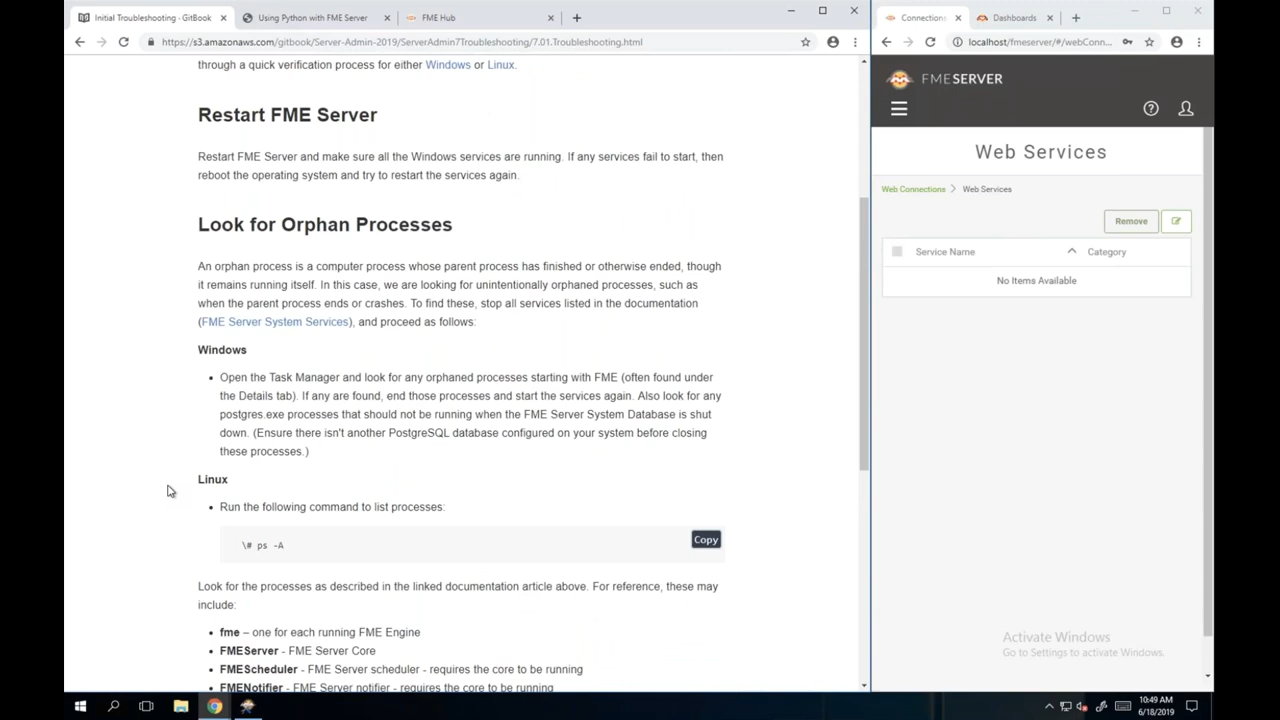 Initial Troubleshooting · GitBook
Using Python with FME Server
FME Hub
Connections
Dashboards
https://s3.amazonaws.com/gitbook/Server-Admin-2019/ServerAdmin7Troubleshooting/7.01.Troubleshooting.html
localhost/fmeserver/#/webConn...
through a quick verification process for either Windows or Linux.
Restart FME Server
Restart FME Server and make sure all the Windows services are running. If any services fail to start, then
reboot the operating system and try to restart the services again.
Look for Orphan Processes
An orphan process is a computer process whose parent process has finished or otherwise ended, though
it remains running itself. In this case, we are looking for unintentionally orphaned processes, such as
when the parent process ends or crashes. To find these, stop all services listed in the documentation
(FME Server System Services), and proceed as follows:
Windows
• Open the Task Manager and look for any orphaned processes starting with FME (often found under
the Details tab). If any are found, end those processes and start the services again. Also look for any
postgres.exe processes that should not be running when the FME Server System Database is shut
down. (Ensure there isn't another PostgreSQL database configured on your system before closing
these processes.)
Linux
• Run the following command to list processes:
\# ps -A
Copy
Look for the processes as described in the linked documentation article above. For reference, these may
include:
• fme – one for each running FME Engine
• FMEServer - FME Server Core
• FMEScheduler - FME Server scheduler - requires the core to be running
• FMENotifier - FME Server notifier - requires the core to be running
FMESERVER
Web Services
Web Connections > Web Services
Remove
Service Name
Category
No Items Available
Activate Windows
Go to Settings to activate Windows.
10:49 AM
6/18/2019